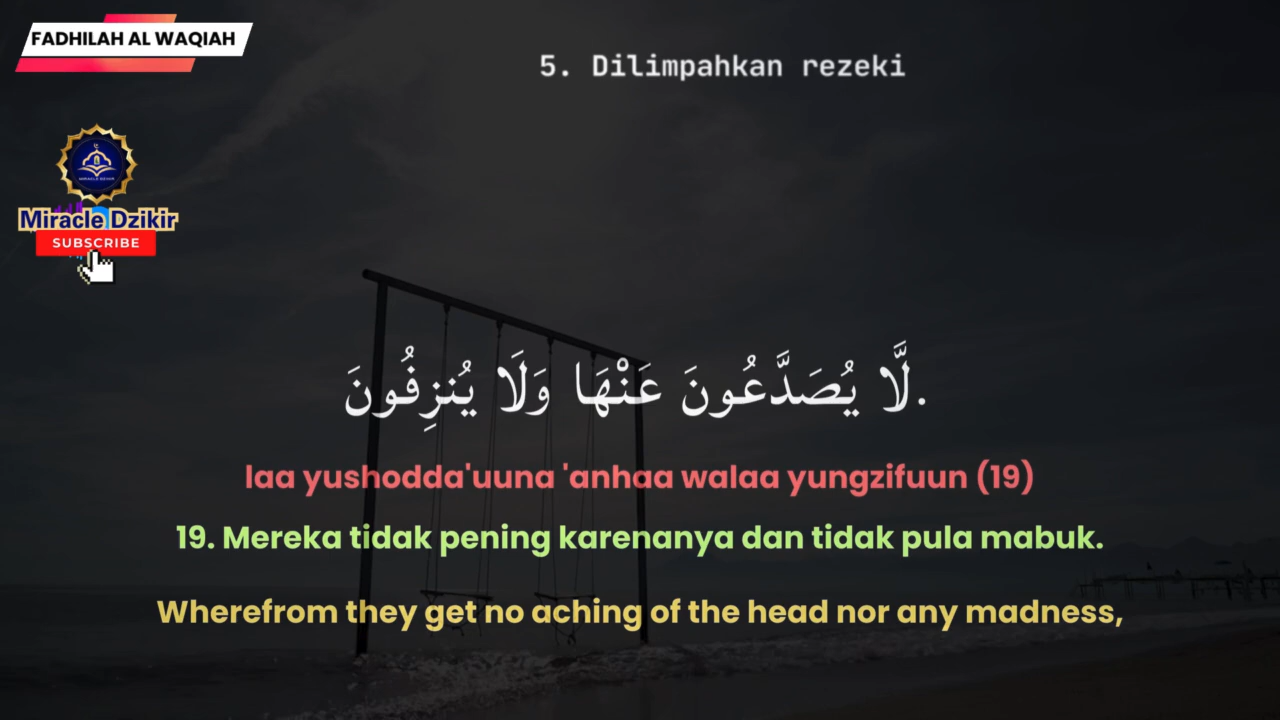 FADHILAH AL WAQIAH
5. Dilimpahkan rezeki
MIRACLE DZIKIR
Miracle Dzikir
SUBSCRIBE
لَّا يُصَدَّعُونَ عَنْهَا وَلَا يُنزِفُونَ.
laa yushodda'uuna 'anhaa walaa yungzifuun (19)
19. Mereka tidak pening karenanya dan tidak pula mabuk.
Wherefrom they get no aching of the head nor any madness,